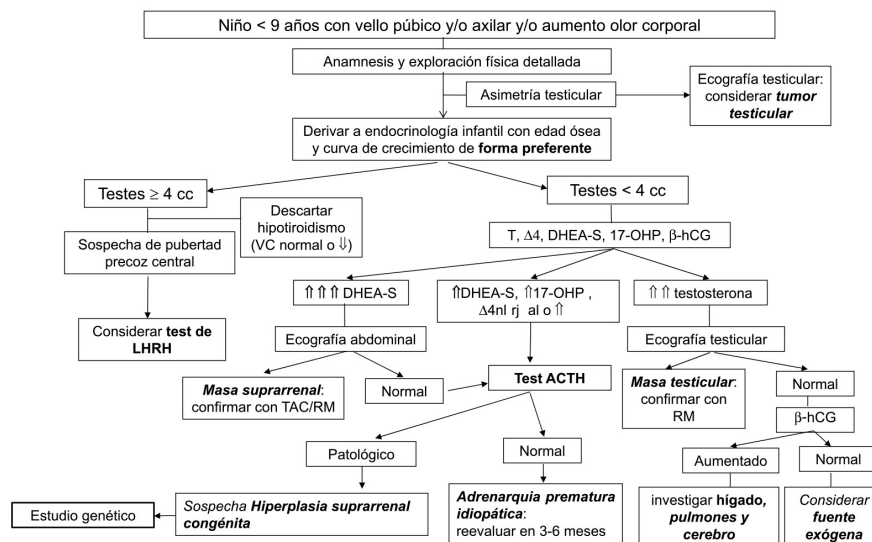 Niño < 9 años con vello púbico y/o axilar y/o aumento olor corporal
Anamnesis y exploración física detallada
Asimetría testicular
Ecografía testicular:
considerar tumor
testicular
Derivar a endocrinología infantil con edad ósea
y curva de crecimiento de forma preferente
Testes ≥ 4 cc
Testes < 4 cc
Descartar
hipotiroidismo
(VC normal o ⇓)
Sospecha de pubertad
precoz central
T, Δ4, DHEA-S, 17-OHP, β-hCG
Considerar test de
LHRH
⇑⇑⇑DHEA-S
⇑DHEA-S, ⇑17-OHP ,
Δ4nl rj al o ⇑
⇑⇑ testosterona
Ecografía abdominal
Ecografía testicular
Masa suprarrenal:
confirmar con TAC/RM
Normal
Test ACTH
Masa testicular:
confirmar con
RM
Normal
β-hCG
Patológico
Normal
Aumentado
Normal
Estudio genético
Sospecha Hiperplasia suprarrenal
congénita
Adrenarquia prematura
idiopática:
reevaluar en 3-6 meses
investigar hígado,
pulmones y
cerebro
Considerar
fuente
exógena